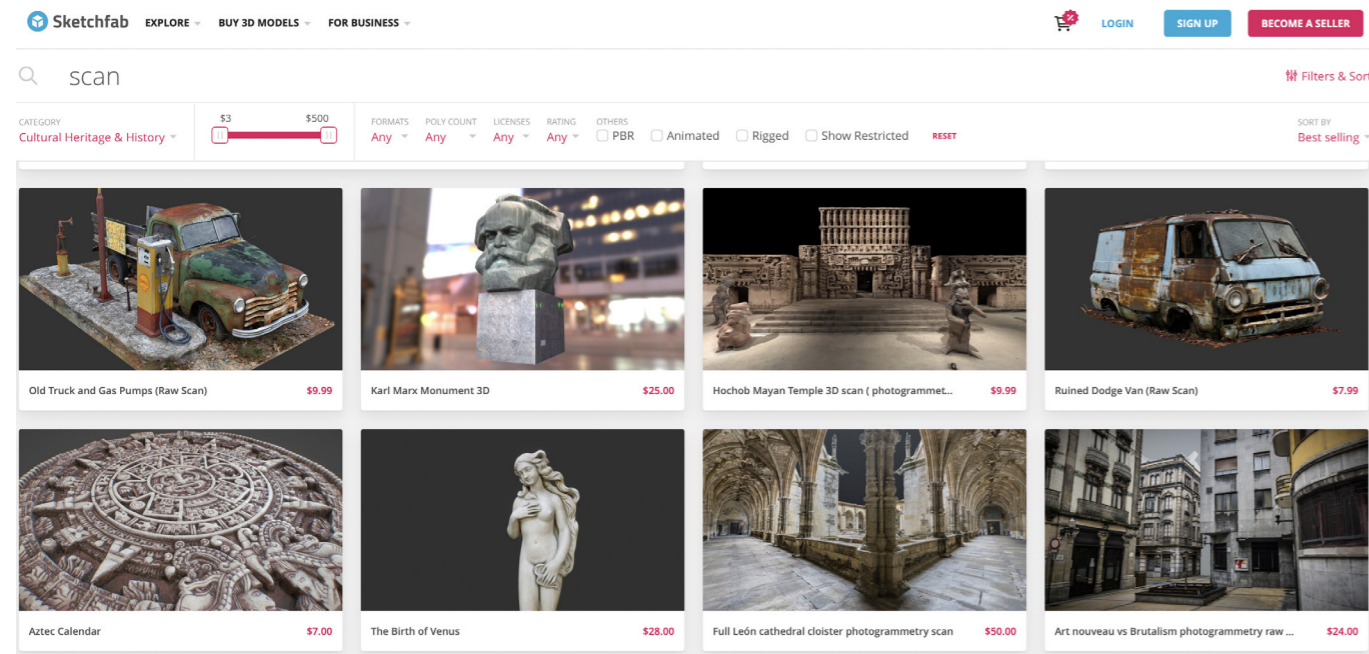 Sketchfab EXPLORE BUY 3D MODELS FOR BUSINESS % LOGIN SIGN UP BECOME A SELLER
scan Filters & Sort
$3 $500
CATEGORY FORMATS POLY COUNT LICENSES RATING OTHERS SORT BY
Cultural Heritage & History Any Any Any Any PBR Animated Rigged Show Restricted RESET Best selling
Old Truck and Gas Pumps (Raw Scan) $9.99 Karl Marx Monument 3D $25.00 Hochob Mayan Temple 3D scan ( photogrammet... $9.99 Ruined Dodge Van (Raw Scan) $7.99
Aztec Calendar $7.00 The Birth of Venus $28.00 Full León cathedral cloister photogrammetry scan $50.00 Art nouveau vs Brutalism photogrammetry raw ... $24.00